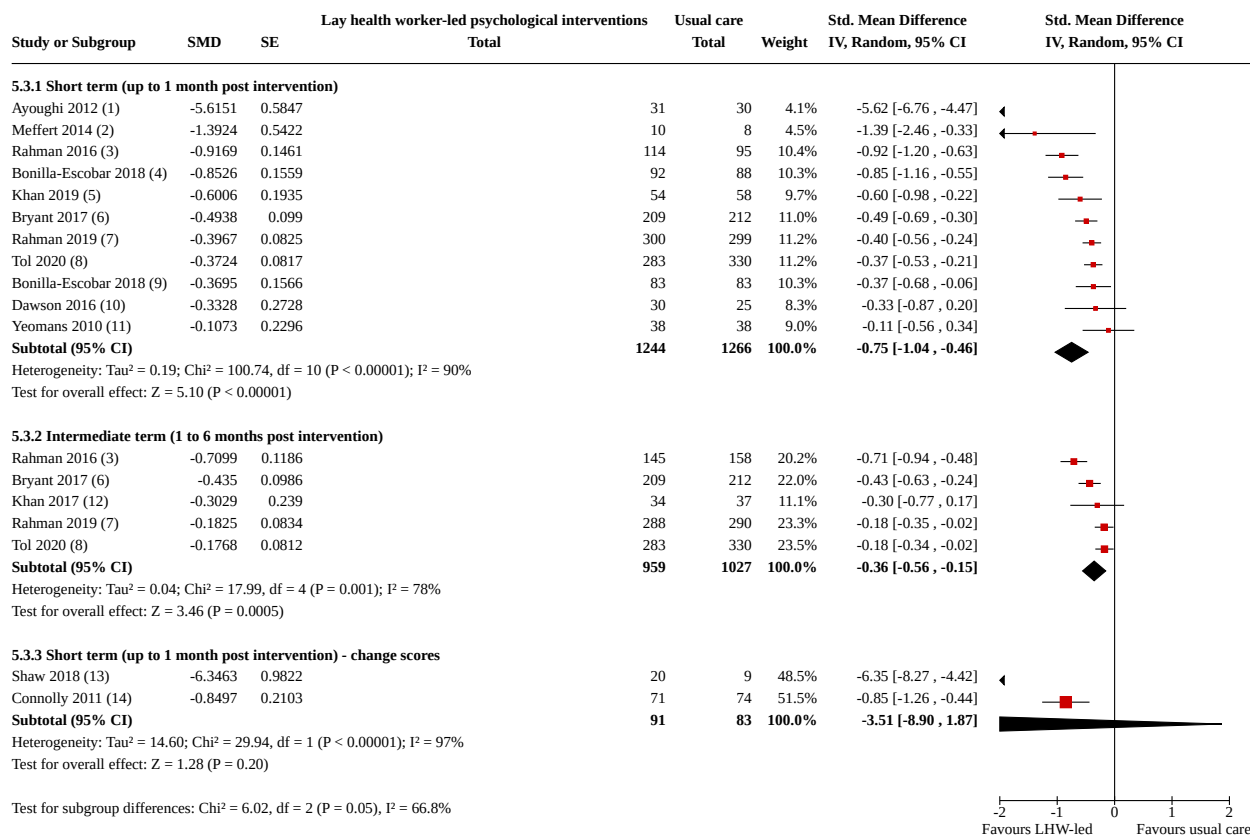 Lay health worker-led psychological interventions Usual care Std. Mean Difference Std. Mean Difference
Study or Subgroup SMD SE Total Total Weight IV, Random, 95% CI IV, Random, 95% CI
5.3.1 Short term (up to 1 month post intervention)
Ayoughi 2012 (1) -5.6151 0.5847 31 30 4.1% -5.62 [-6.76 , -4.47]
Meffert 2014 (2) -1.3924 0.5422 10 8 4.5% -1.39 [-2.46 , -0.33]
Rahman 2016 (3) -0.9169 0.1461 114 95 10.4% -0.92 [-1.20 , -0.63]
Bonilla-Escobar 2018 (4) -0.8526 0.1559 92 88 10.3% -0.85 [-1.16 , -0.55]
Khan 2019 (5) -0.6006 0.1935 54 58 9.7% -0.60 [-0.98 , -0.22]
Bryant 2017 (6) -0.4938 0.099 209 212 11.0% -0.49 [-0.69 , -0.30]
Rahman 2019 (7) -0.3967 0.0825 300 299 11.2% -0.40 [-0.56 , -0.24]
Tol 2020 (8) -0.3724 0.0817 283 330 11.2% -0.37 [-0.53 , -0.21]
Bonilla-Escobar 2018 (9) -0.3695 0.1566 83 83 10.3% -0.37 [-0.68 , -0.06]
Dawson 2016 (10) -0.3328 0.2728 30 25 8.3% -0.33 [-0.87 , 0.20]
Yeomans 2010 (11) -0.1073 0.2296 38 38 9.0% -0.11 [-0.56 , 0.34]
Subtotal (95% CI) 1244 1266 100.0% -0.75 [-1.04 , -0.46]
Heterogeneity: Tau² = 0.19; Chi² = 100.74, df = 10 (P < 0.00001); I² = 90%
Test for overall effect: Z = 5.10 (P < 0.00001)
5.3.2 Intermediate term (1 to 6 months post intervention)
Rahman 2016 (3) -0.7099 0.1186 145 158 20.2% -0.71 [-0.94 , -0.48]
Bryant 2017 (6) -0.435 0.0986 209 212 22.0% -0.43 [-0.63 , -0.24]
Khan 2017 (12) -0.3029 0.239 34 37 11.1% -0.30 [-0.77 , 0.17]
Rahman 2019 (7) -0.1825 0.0834 288 290 23.3% -0.18 [-0.35 , -0.02]
Tol 2020 (8) -0.1768 0.0812 283 330 23.5% -0.18 [-0.34 , -0.02]
Subtotal (95% CI) 959 1027 100.0% -0.36 [-0.56 , -0.15]
Heterogeneity: Tau² = 0.04; Chi² = 17.99, df = 4 (P = 0.001); I² = 78%
Test for overall effect: Z = 3.46 (P = 0.0005)
5.3.3 Short term (up to 1 month post intervention) - change scores
Shaw 2018 (13) -6.3463 0.9822 20 9 48.5% -6.35 [-8.27 , -4.42]
Connolly 2011 (14) -0.8497 0.2103 71 74 51.5% -0.85 [-1.26 , -0.44]
Subtotal (95% CI) 91 83 100.0% -3.51 [-8.90 , 1.87]
Heterogeneity: Tau² = 14.60; Chi² = 29.94, df = 1 (P < 0.00001); I² = 97%
Test for overall effect: Z = 1.28 (P = 0.20)
Test for subgroup differences: Chi² = 6.02, df = 2 (P = 0.05), I² = 66.8%
-2 -1 0 1 2
Favours LHW-led Favours usual care